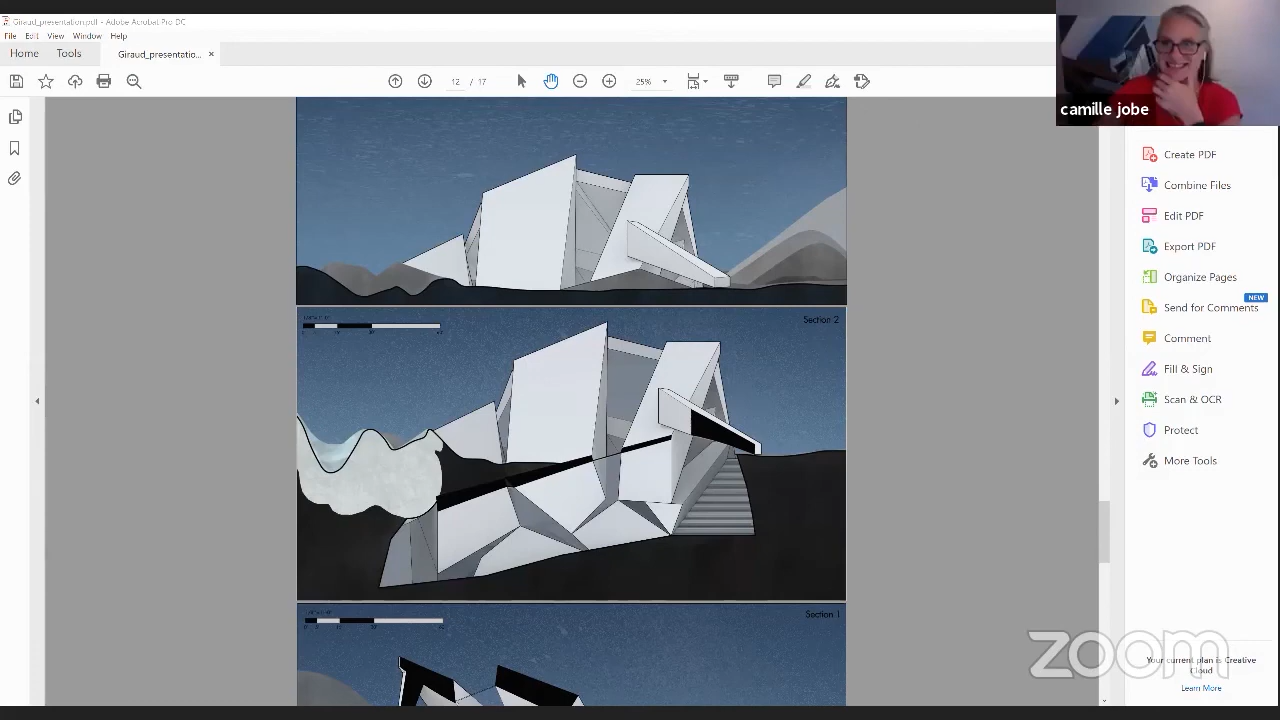 Giraud_presentation.pdf - Adobe Acrobat Pro DC
File Edit View Window Help
Home Tools Giraud_presentatio... ×
12 / 17
25%
camille jobe
Create PDF
Combine Files
Edit PDF
Export PDF
Organize Pages
NEW
Send for Comments
Comment
Fill & Sign
Scan & OCR
Protect
More Tools
Section 2
Section 1
zoom
Your current plan is Creative
Cloud
Learn More